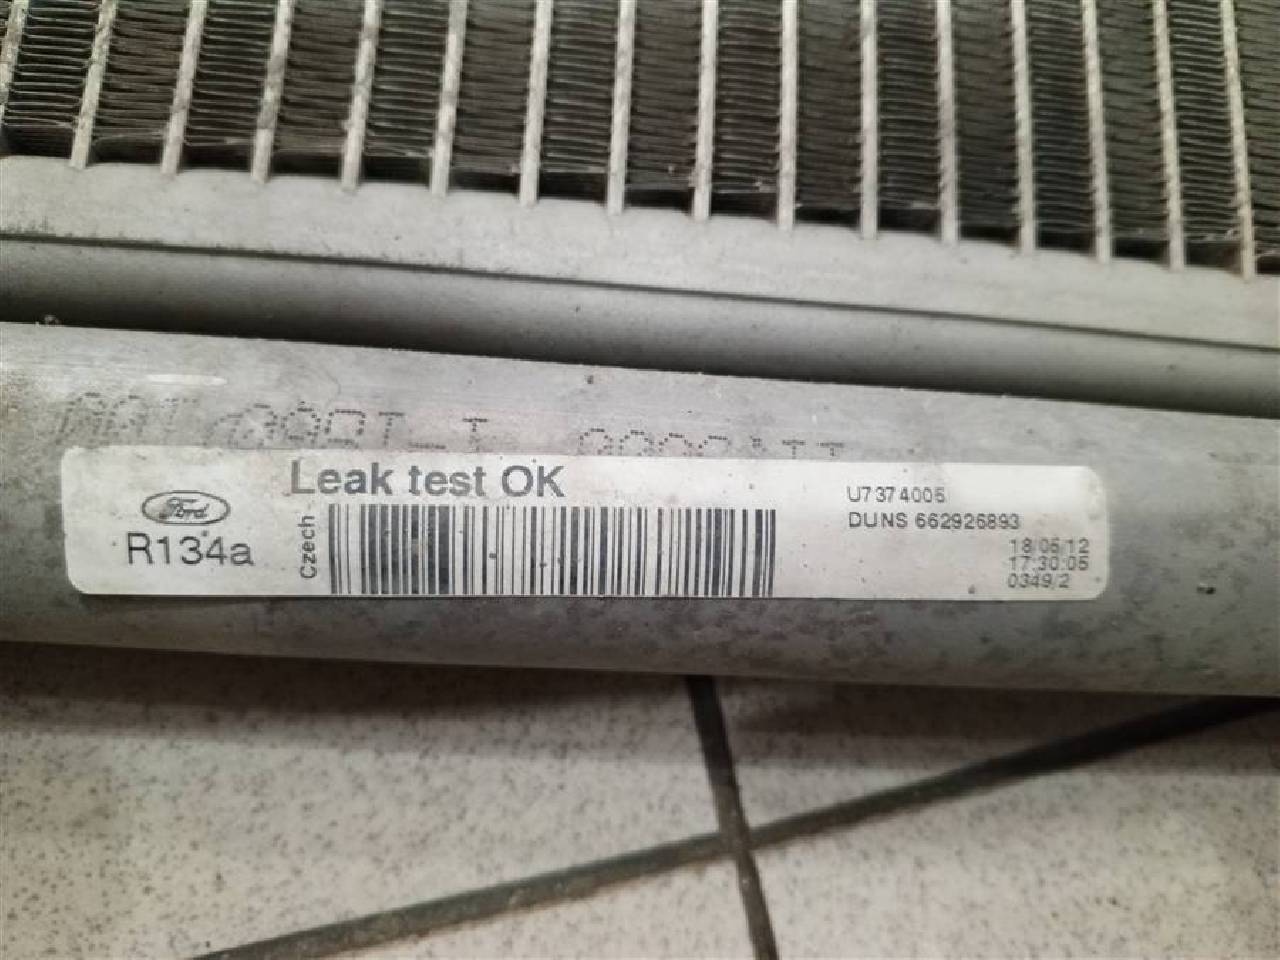 Leak test OK
Ford
R134a
Czech
U7374005
DUNS 662926893
18/06/12
17:30:05
0349/2